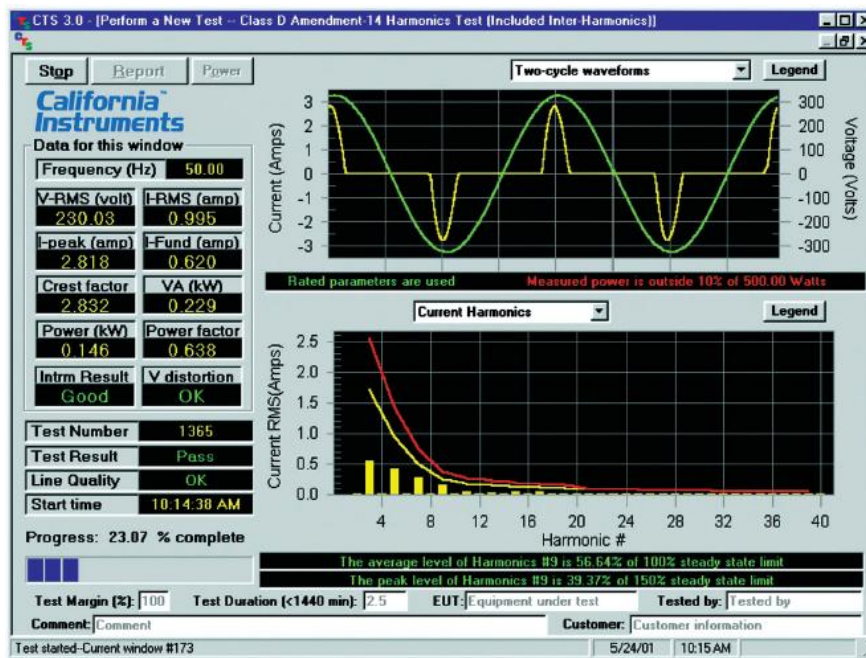 CTS 3.0 - [Perform a New Test -- Class D Amendment-14 Harmonics Test (Included Inter-Harmonics)]
Stop Report Power
California
Instruments
Data for this window
Frequency (Hz) 50.00
V-RMS (volt) I-RMS (amp)
230.03 0.995
I-peak (amp) I-Fund (amp)
2.818 0.620
Crest factor VA (kW)
2.832 0.229
Power (kW) Power factor
0.146 0.638
Intrm Result V distortion
Good OK
Test Number 1365
Test Result Pass
Line Quality OK
Start time 10:14:38 AM
Progress: 23.07 % complete
Two-cycle waveforms Legend
Current (Amps)
3
2
1
0
-1
-2
-3
300
200
100
0
-100
-200
-300
Voltage (Volts)
Rated parameters are used Measured power is outside 10% of 500.00 Watts
Current Harmonics Legend
Current RMS(Amps)
2.5
2.0
1.5
1.0
0.5
0.0
4 8 12 16 20 24 28 32 36 40
Harmonic #
The average level of Harmonics #9 is 56.64% of 100% steady state limit
The peak level of Harmonics #9 is 39.37% of 150% steady state limit
Test Margin (%): 100 Test Duration (<1440 min): 2.5 EUT: Equipment under test Tested by: Tested by
Comment: Comment Customer: Customer information
Test started--Current window #173 5/24/01 10:15 AM